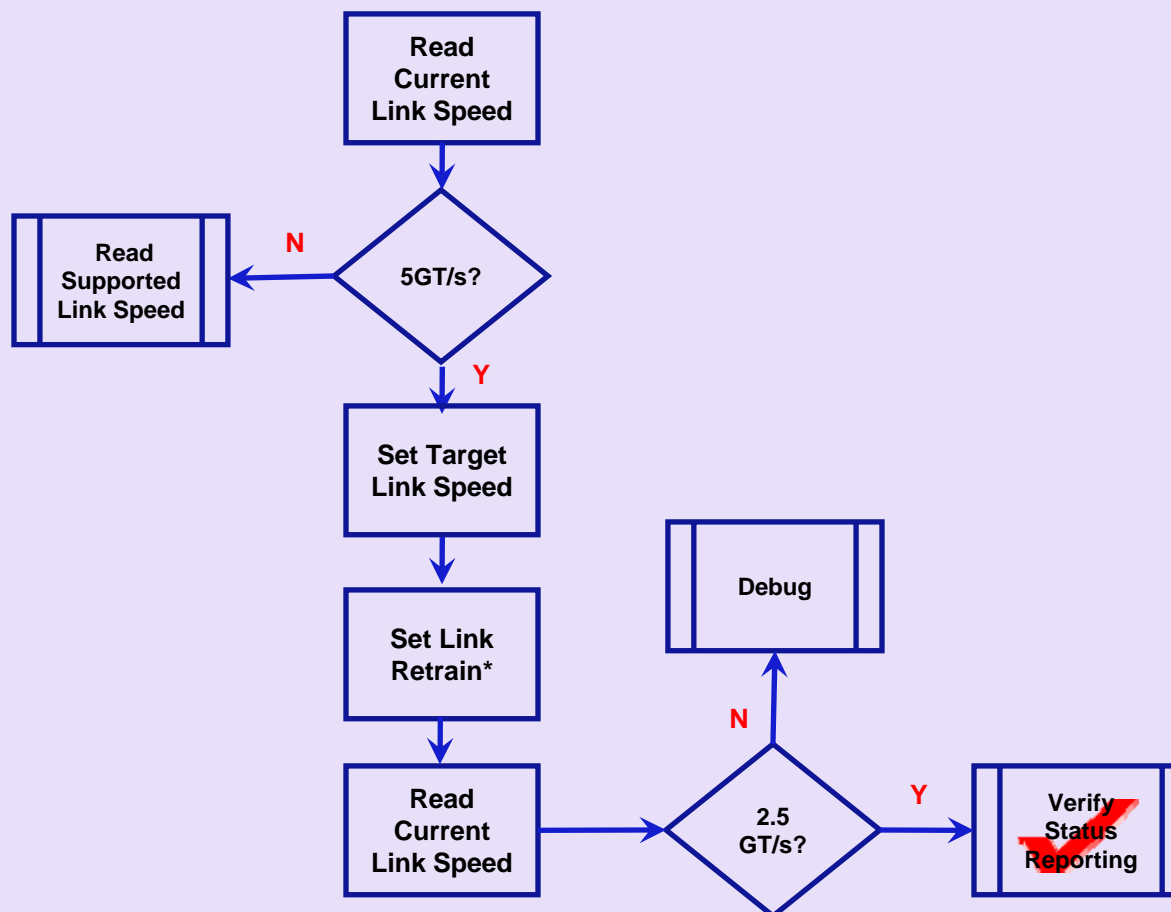 Read
Current
Link Speed
N
Read
Supported
Link Speed
5GT/s?
Y
Set Target
Link Speed
Set Link
Retrain*
Debug
N
Read
Current
Link Speed
2.5
GT/s?
Y
Verify
Status
Reporting